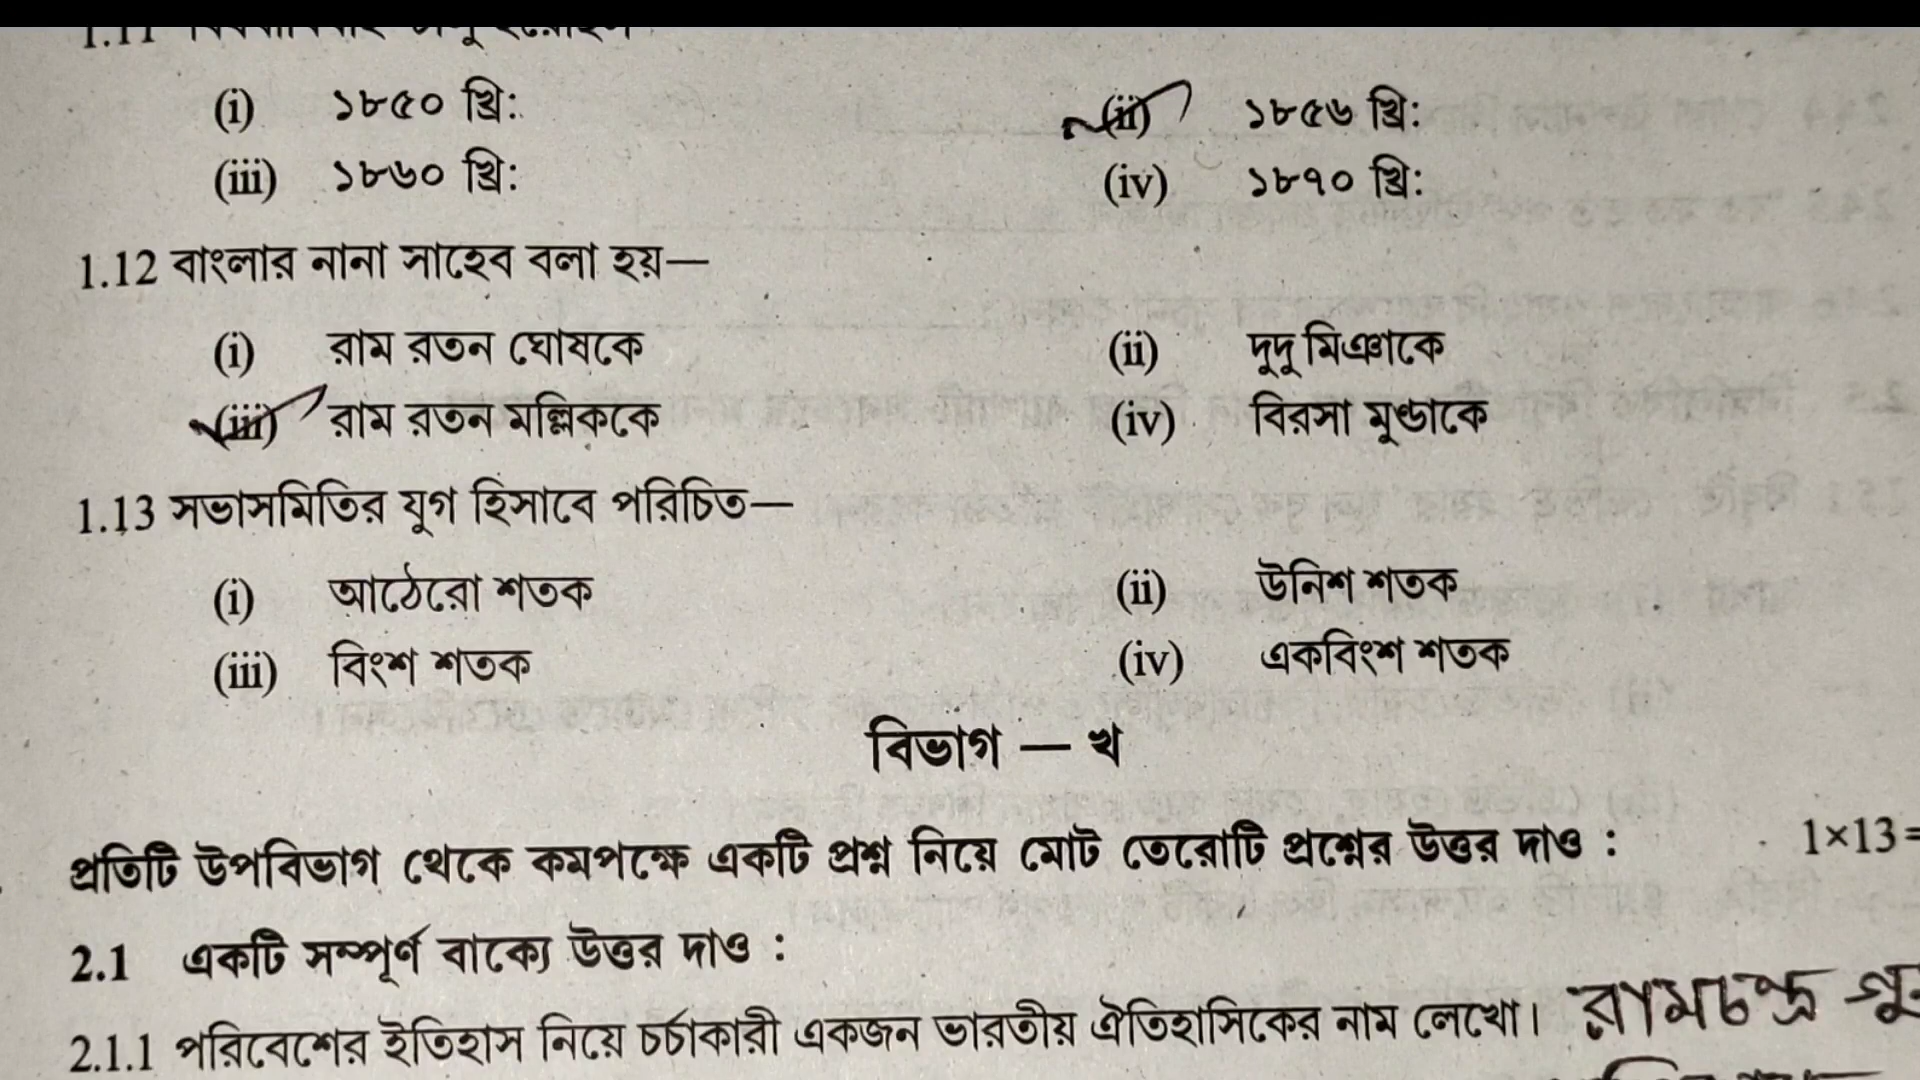 1.11
(i) ১৮৫০ খ্রি: (ii) ১৮৫৬ খ্রি:
(iii) ১৮৬০ খ্রি: (iv) ১৮৭০ খ্রি:
1.12 বাংলার নানা সাহেব বলা হয়—
(i) রাম রতন ঘোষকে (ii) দুদু মিঞাকে
(iii) রাম রতন মল্লিককে (iv) বিরসা মুণ্ডাকে
1.13 সভাসমিতির যুগ হিসাবে পরিচিত—
(i) আঠেরো শতক (ii) উনিশ শতক
(iii) বিংশ শতক (iv) একবিংশ শতক
বিভাগ — খ
প্রতিটি উপবিভাগ থেকে কমপক্ষে একটি প্রশ্ন নিয়ে মোট তেরোটি প্রশ্নের উত্তর দাও : 1×13=
2.1 একটি সম্পূর্ণ বাক্যে উত্তর দাও :
2.1.1 পরিবেশের ইতিহাস নিয়ে চর্চাকারী একজন ভারতীয় ঐতিহাসিকের নাম লেখো। রামচন্দ্র